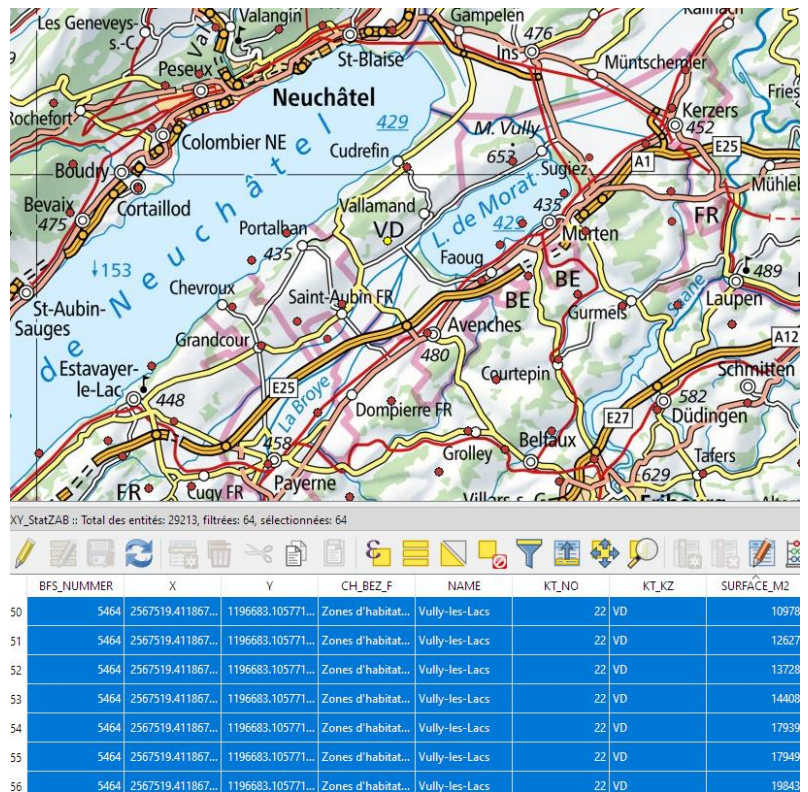 Les Geneveys-
s.-C.
Valangin
Gampelen
Kallnach
476
St-Blaise
Ins
Peseux
Müntschemier
Neuchâtel
Fries
Rochefort
429
M. Vully
Kerzers
452
Colombier NE
Cudrefin
653
E25
A1
Boudry
Sugiez
Mühleb
Bevaix
475
Cortaillod
Vallamand
VD
L. de Morat
429
435
FR
Portalban
435
Murten
↓153
de Neuchâtel
Faoug
BE
489
Chevroux
Saint-Aubin FR
BE
Saane
Laupen
St-Aubin-
Sauges
Gurmels
Grandcour
Avenches
480
A12
Estavayer-
le-Lac
448
Courtepin
Schmitten
E25
La Broye
582
Düdingen
Dompierre FR
E27
458
Grolley
Belfaux
Tafers
FR
Cugy FR
Payerne
629
Villars-s.-G
Fribourg
XY_StatZAB :: Total des entités: 29213, filtrées: 64, sélectionnées: 64
BFS_NUMMER X Y CH_BEZ_F NAME KT_NO KT_KZ SURFACE_M2
50 5464 2567519.411867... 1196683.105771... Zones d'habitat... Vully-les-Lacs 22 VD 10978
51 5464 2567519.411867... 1196683.105771... Zones d'habitat... Vully-les-Lacs 22 VD 12627
52 5464 2567519.411867... 1196683.105771... Zones d'habitat... Vully-les-Lacs 22 VD 13728
53 5464 2567519.411867... 1196683.105771... Zones d'habitat... Vully-les-Lacs 22 VD 14408
54 5464 2567519.411867... 1196683.105771... Zones d'habitat... Vully-les-Lacs 22 VD 17939
55 5464 2567519.411867... 1196683.105771... Zones d'habitat... Vully-les-Lacs 22 VD 17949
56 5464 2567519.411867... 1196683.105771... Zones d'habitat... Vully-les-Lacs 22 VD 19843